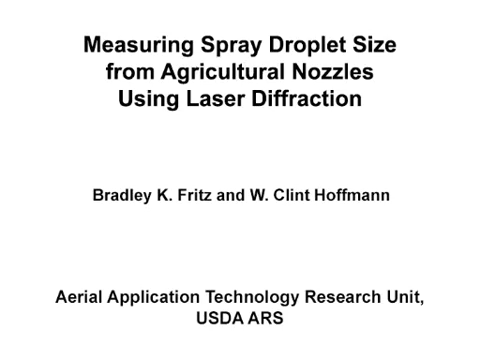 Measuring Spray Droplet Size
from Agricultural Nozzles
Using Laser Diffraction
Bradley K. Fritz and W. Clint Hoffmann
Aerial Application Technology Research Unit,
USDA ARS